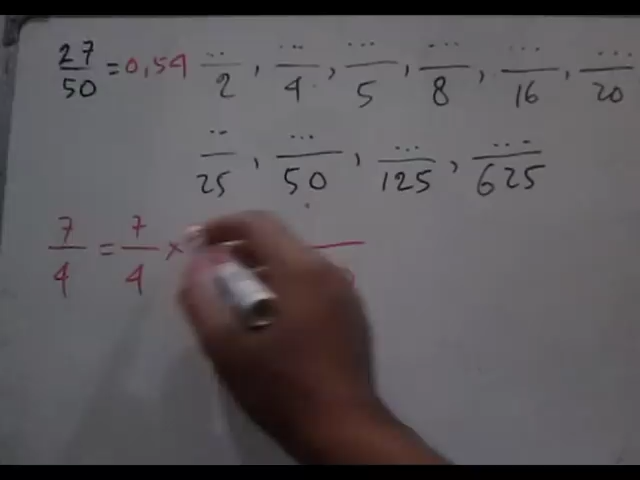 27/50 = 0,54 .../2 , .../4 , .../5 , .../8 , .../16 , .../20
.../25 , .../50 , .../125 , .../625
7/4 = 7/4 ×